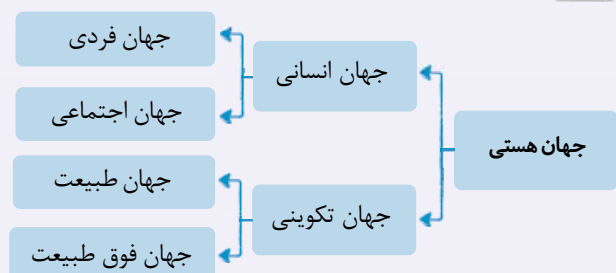 جهان هستی
جهان انسانی
جهان فردی
جهان اجتماعی
جهان تکوینی
جهان طبیعت
جهان فوق طبیعت